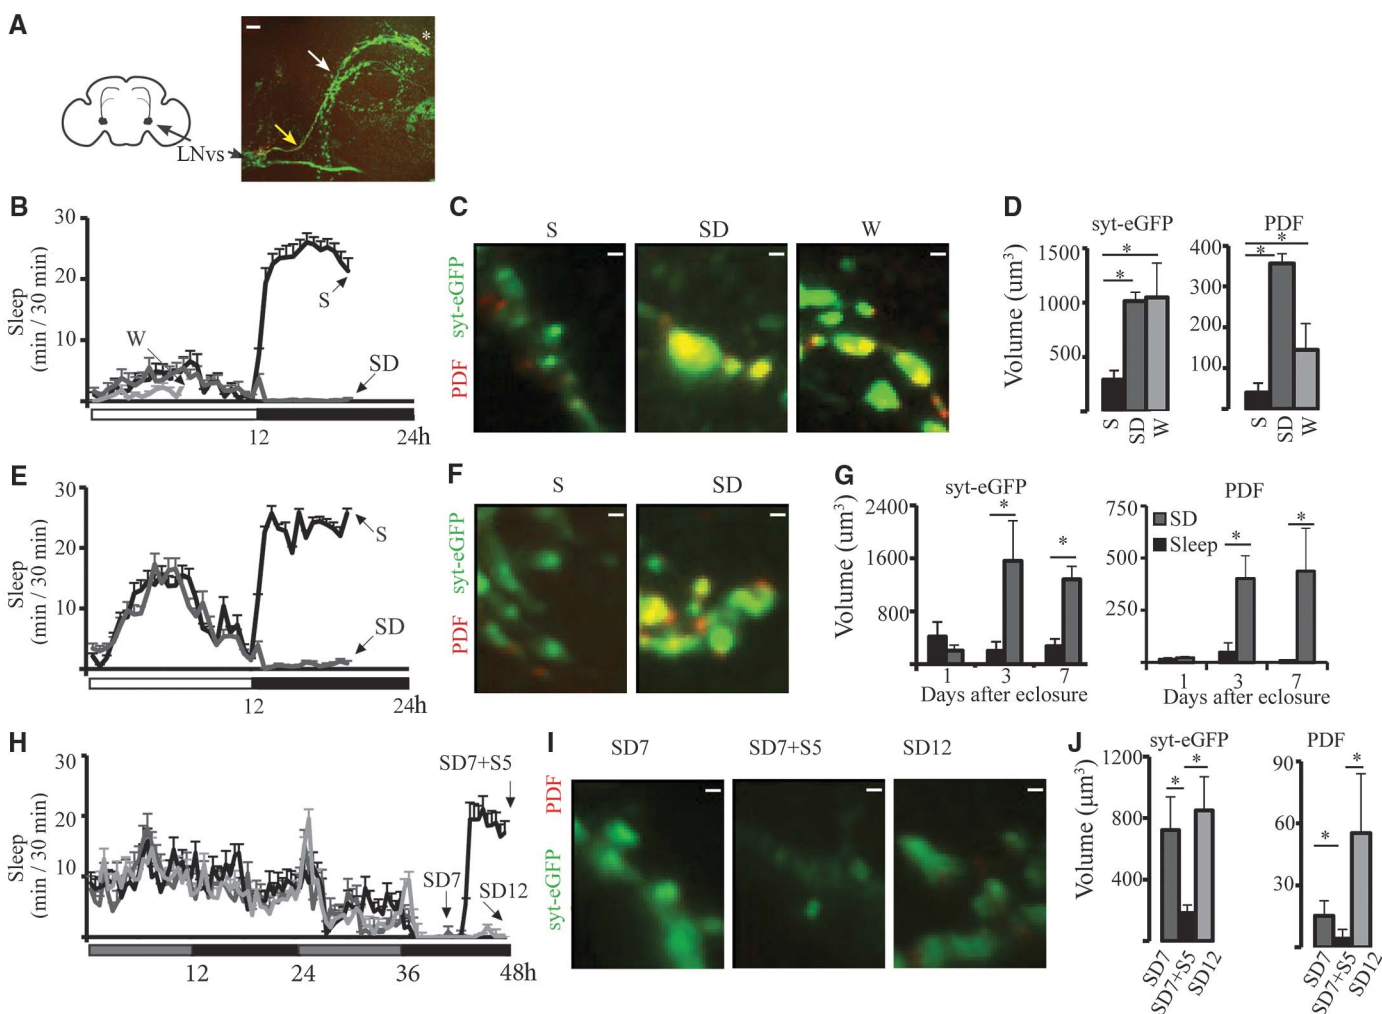 A
*
LNvs
B
30
20
10
Sleep
(min / 30 min)
W
S
SD
12
24h
C
S
SD
W
PDF syt-eGFP
D
syt-eGFP
PDF
Volume (um³)
1500
1000
500
*
*
S
SD
W
400
300
200
100
*
*
S
SD
W
E
30
20
10
Sleep
(min / 30 min)
S
SD
12
24h
F
S
SD
PDF syt-eGFP
G
syt-eGFP
PDF
Volume (um³)
2400
1600
800
*
*
1
3
7
Days after eclosure
750
500
250
SD
Sleep
*
*
1
3
7
Days after eclosure
H
30
20
10
Sleep
(min / 30 min)
SD7+S5
SD7
SD12
12
24
36
48h
I
SD7
SD7+S5
SD12
syt-eGFP PDF
J
syt-eGFP
PDF
Volume (µm³)
1200
800
400
*
*
SD7
SD7+S5
SD12
90
60
30
*
*
SD7
SD7+S5
SD12